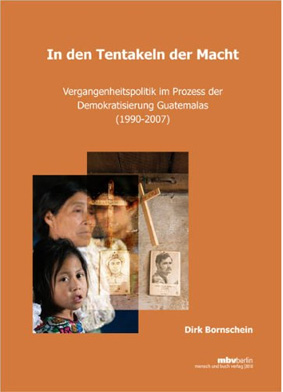 In den Tentakeln der Macht
Vergangenheitspolitik im Prozess der
Demokratisierung Guatemalas
(1990-2007)
Dirk Bornschein
mbvberlin
mensch und buch verlag